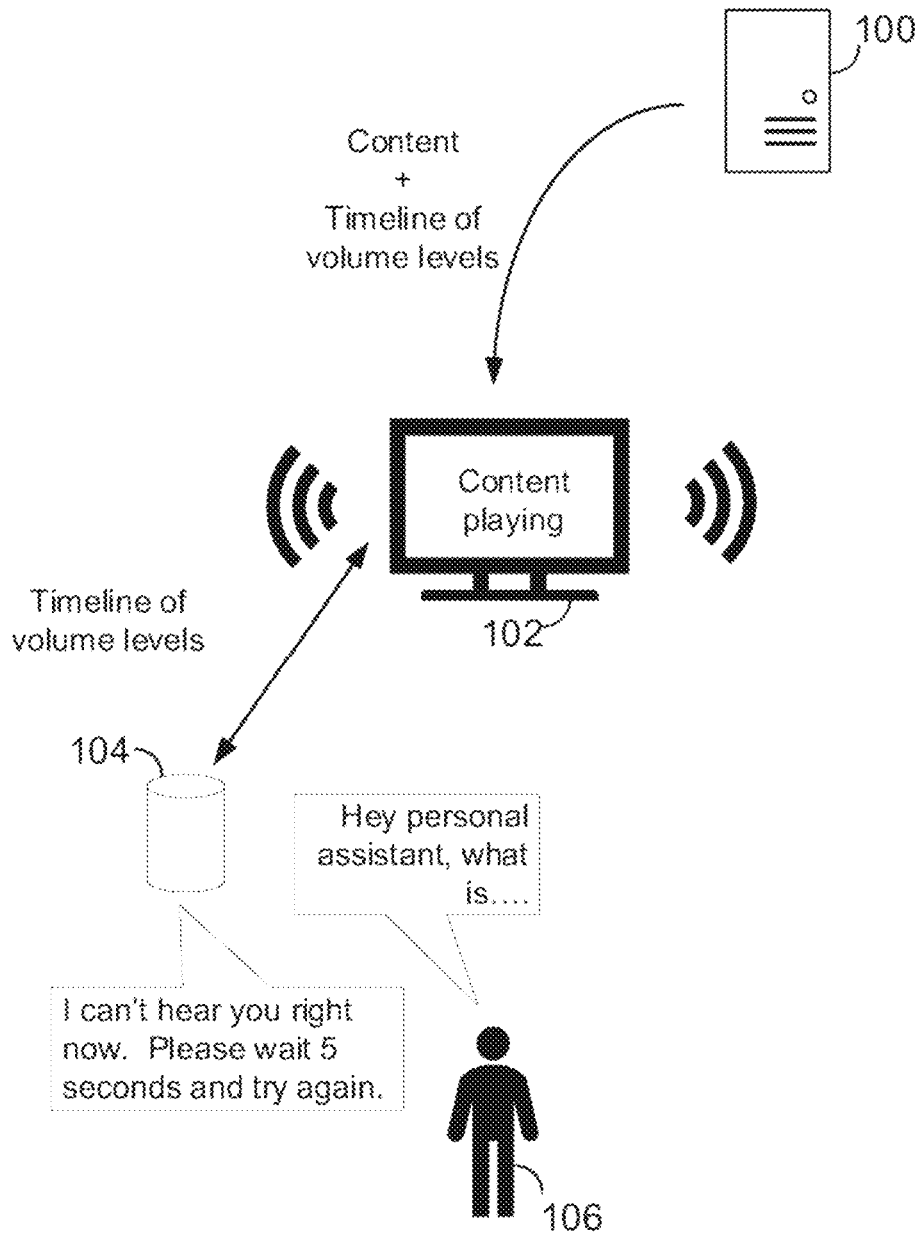 100
Content
+
Timeline of
volume levels
Content
playing
102
Timeline of
volume levels
104
Hey personal
assistant, what
is....
I can't hear you right
now.  Please wait 5
seconds and try again.
106